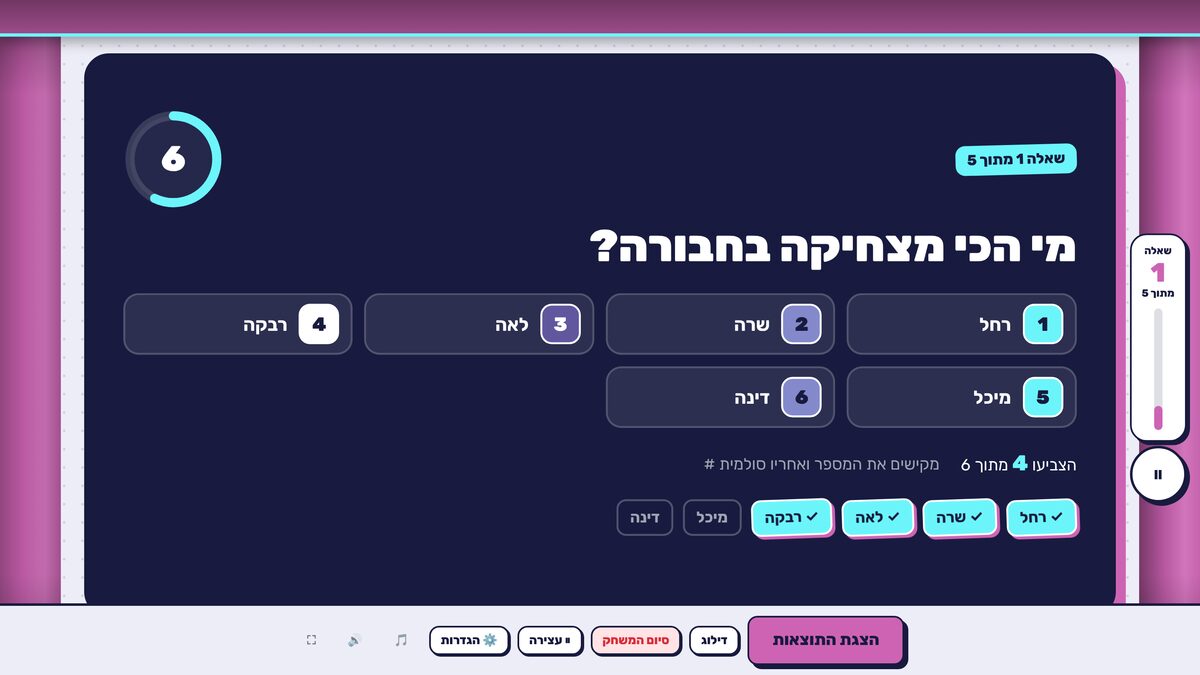 שאלה 1 מתוך 5
6
מי הכי מצחיקה בחבורה?
1 רחל
2 שרה
3 לאה
4 רבקה
5 מיכל
6 דינה
הצביעו 4 מתוך 6 מקישים את המספר ואחריו סולמית #
✓ רחל ✓ שרה ✓ לאה ✓ רבקה מיכל דינה
שאלה
1
מתוך 5
הצגת התוצאות דילוג סיום המשחק עצירה הגדרות